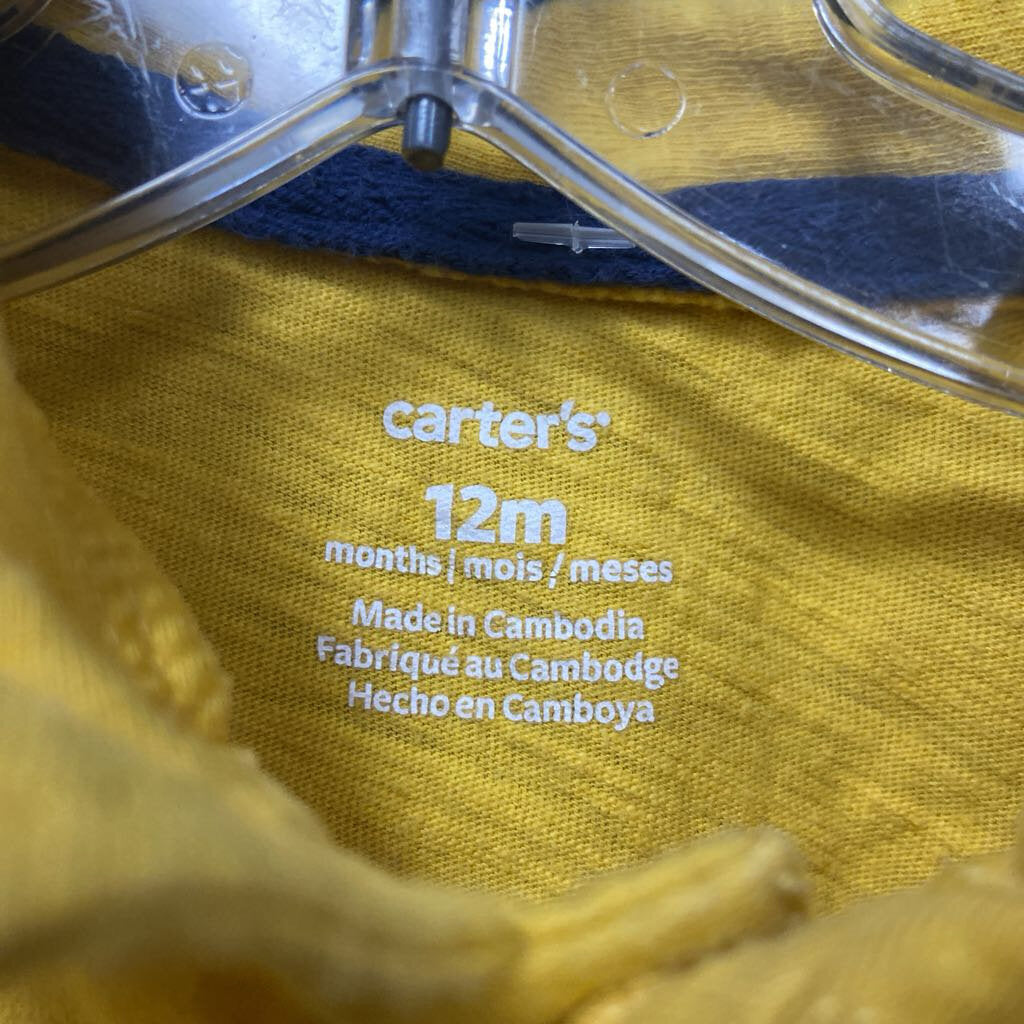 carter's
12m
months / mois / meses
Made in Cambodia
Fabriqué au Cambodge
Hecho en Camboya